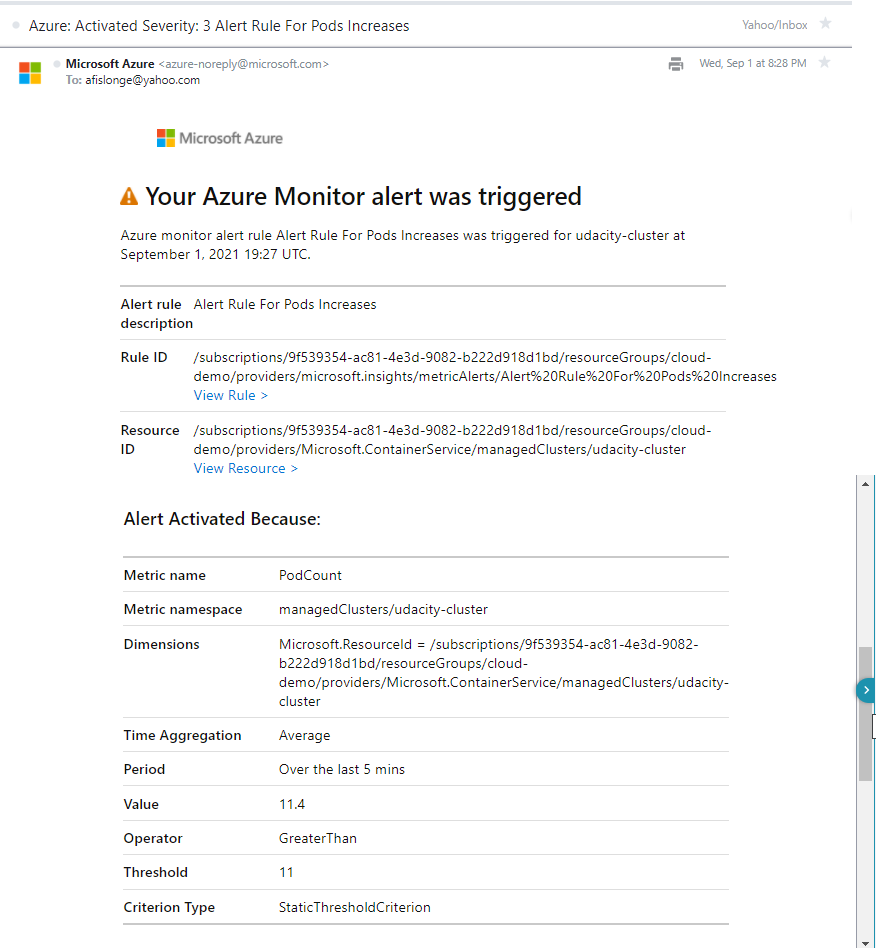 Azure: Activated Severity: 3 Alert Rule For Pods Increases Yahoo/Inbox
Microsoft Azure <azure-noreply@microsoft.com> Wed, Sep 1 at 8:28 PM
To: afislonge@yahoo.com
Microsoft Azure
Your Azure Monitor alert was triggered
Azure monitor alert rule Alert Rule For Pods Increases was triggered for udacity-cluster at
September 1, 2021 19:27 UTC.
Alert rule Alert Rule For Pods Increases
description
Rule ID /subscriptions/9f539354-ac81-4e3d-9082-b222d918d1bd/resourceGroups/cloud-
demo/providers/microsoft.insights/metricAlerts/Alert%20Rule%20For%20Pods%20Increases
View Rule >
Resource /subscriptions/9f539354-ac81-4e3d-9082-b222d918d1bd/resourceGroups/cloud-
ID demo/providers/Microsoft.ContainerService/managedClusters/udacity-cluster
View Resource >
Alert Activated Because:
Metric name PodCount
Metric namespace managedClusters/udacity-cluster
Dimensions Microsoft.ResourceId = /subscriptions/9f539354-ac81-4e3d-9082-
b222d918d1bd/resourceGroups/cloud-
demo/providers/Microsoft.ContainerService/managedClusters/udacity-
cluster
Time Aggregation Average
Period Over the last 5 mins
Value 11.4
Operator GreaterThan
Threshold 11
Criterion Type StaticThresholdCriterion